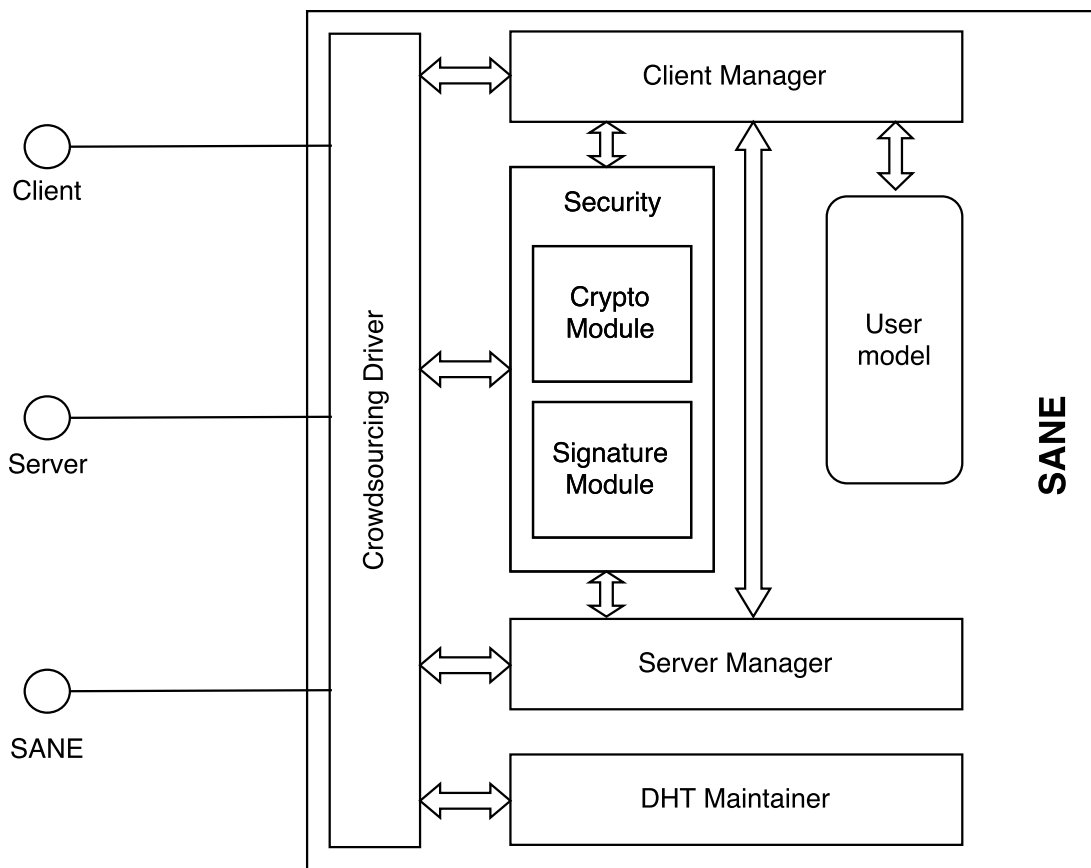 Client Manager
Client
Security
Crypto
Module
User
model
Crowdsourcing Driver
SANE
Server
Signature
Module
Server Manager
SANE
DHT Maintainer